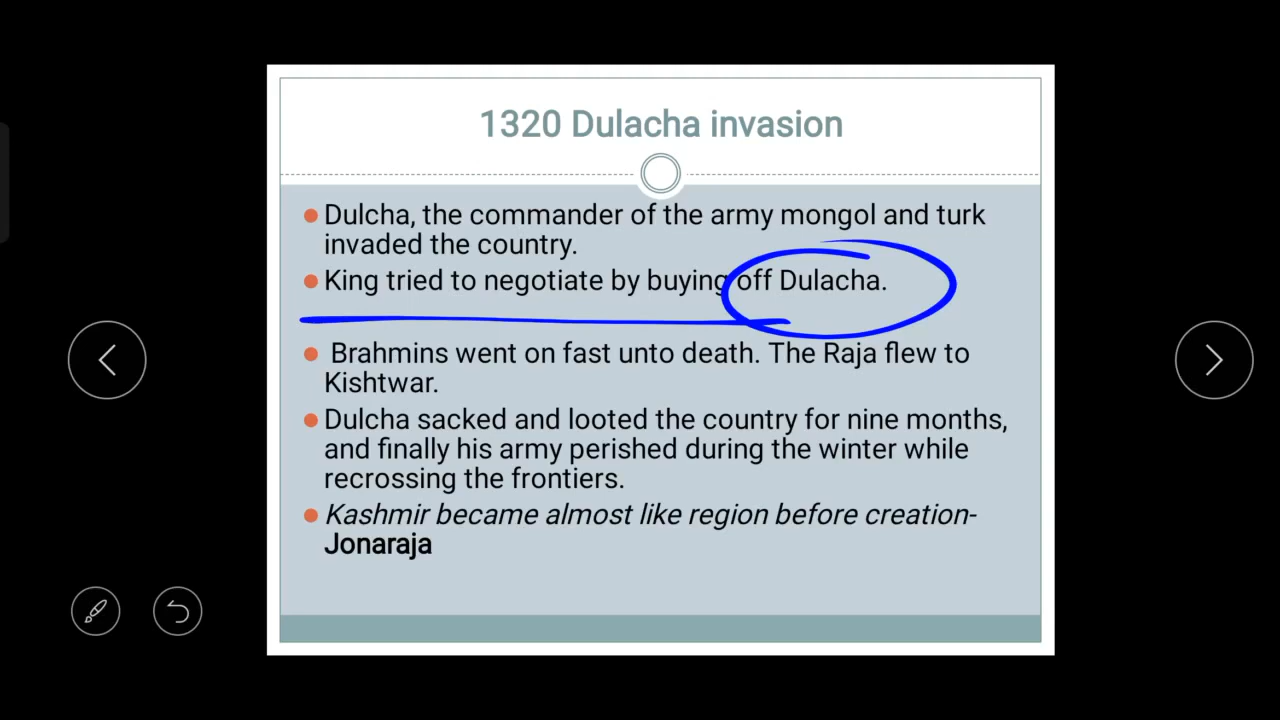 1320 Dulacha invasion
Dulcha, the commander of the army mongol and turk
invaded the country.
King tried to negotiate by buying off Dulacha.
Brahmins went on fast unto death. The Raja flew to
Kishtwar.
Dulcha sacked and looted the country for nine months,
and finally his army perished during the winter while
recrossing the frontiers.
Kashmir became almost like region before creation-
Jonaraja